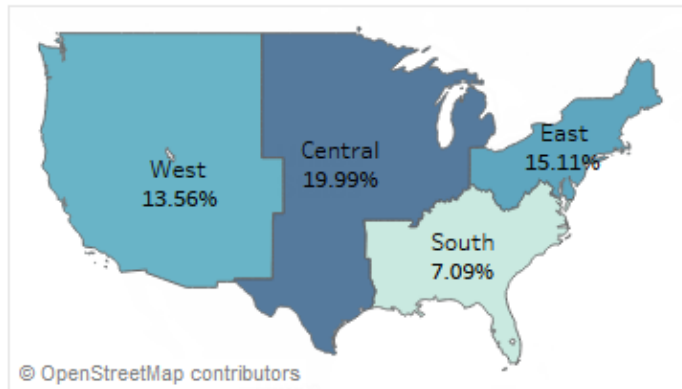 West
13.56%
Central
19.99%
East
15.11%
South
7.09%
© OpenStreetMap contributors